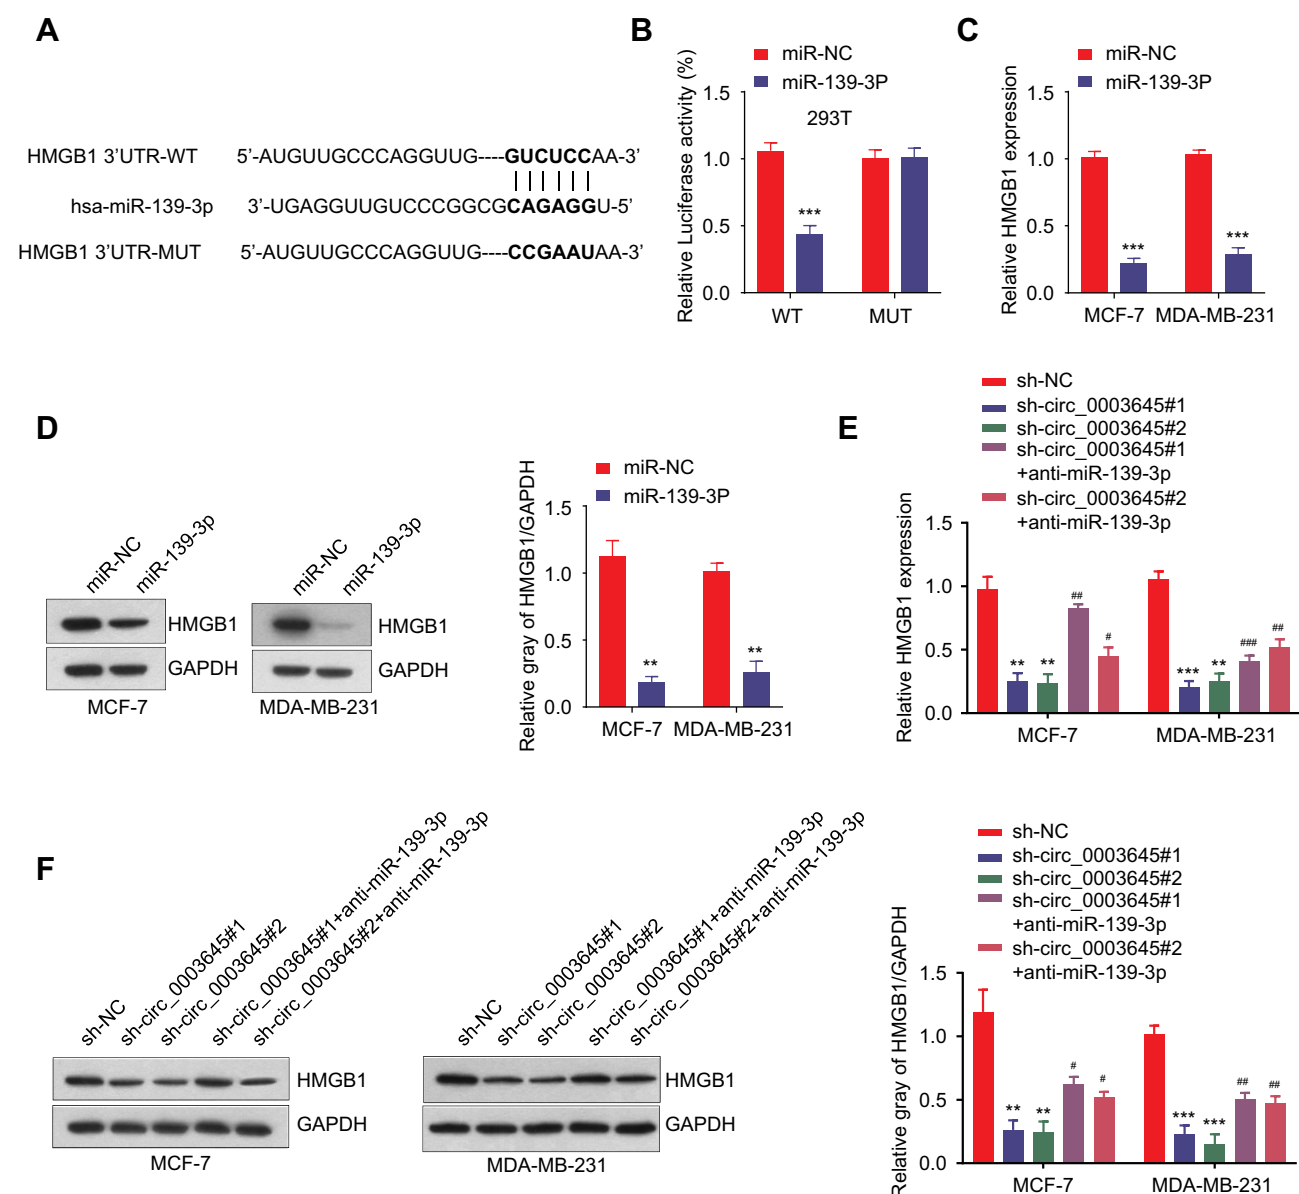 A
HMGB1 3'UTR-WT 5'-AUGUUGCCCAGGUUG----GUCUCCAA-3'
hsa-miR-139-3p 3'-UGAGGUUGUCCCGGCGCAGAGGU-5'
HMGB1 3'UTR-MUT 5'-AUGUUGCCCAGGUUG----CCGAAUAA-3'
B
miR-NC
miR-139-3P
293T
Relative Luciferase activity (%)
1.5
1.0
0.5
0.0
***
WT MUT
C
miR-NC
miR-139-3P
Relative HMGB1 expression
1.5
1.0
0.5
0.0
*** ***
MCF-7 MDA-MB-231
D
miR-NC miR-139-3p
HMGB1
GAPDH
MCF-7
miR-NC miR-139-3p
HMGB1
GAPDH
MDA-MB-231
miR-NC
miR-139-3P
Relative gray of HMGB1/GAPDH
1.5
1.0
0.5
0.0
** **
MCF-7 MDA-MB-231
E
sh-NC
sh-circ_0003645#1
sh-circ_0003645#2
sh-circ_0003645#1
+anti-miR-139-3p
sh-circ_0003645#2
+anti-miR-139-3p
Relative HMGB1 expression
1.5
1.0
0.5
0.0
** ** ## # *** ** ### ##
MCF-7 MDA-MB-231
F
sh-NC
sh-circ_0003645#1
sh-circ_0003645#2
sh-circ_0003645#1+anti-miR-139-3p
sh-circ_0003645#2+anti-miR-139-3p
HMGB1
GAPDH
MCF-7
sh-NC
sh-circ_0003645#1
sh-circ_0003645#2
sh-circ_0003645#1+anti-miR-139-3p
sh-circ_0003645#2+anti-miR-139-3p
HMGB1
GAPDH
MDA-MB-231
sh-NC
sh-circ_0003645#1
sh-circ_0003645#2
sh-circ_0003645#1
+anti-miR-139-3p
sh-circ_0003645#2
+anti-miR-139-3p
Relative gray of HMGB1/GAPDH
1.5
1.0
0.5
0.0
** ** # # *** *** ## ##
MCF-7 MDA-MB-231